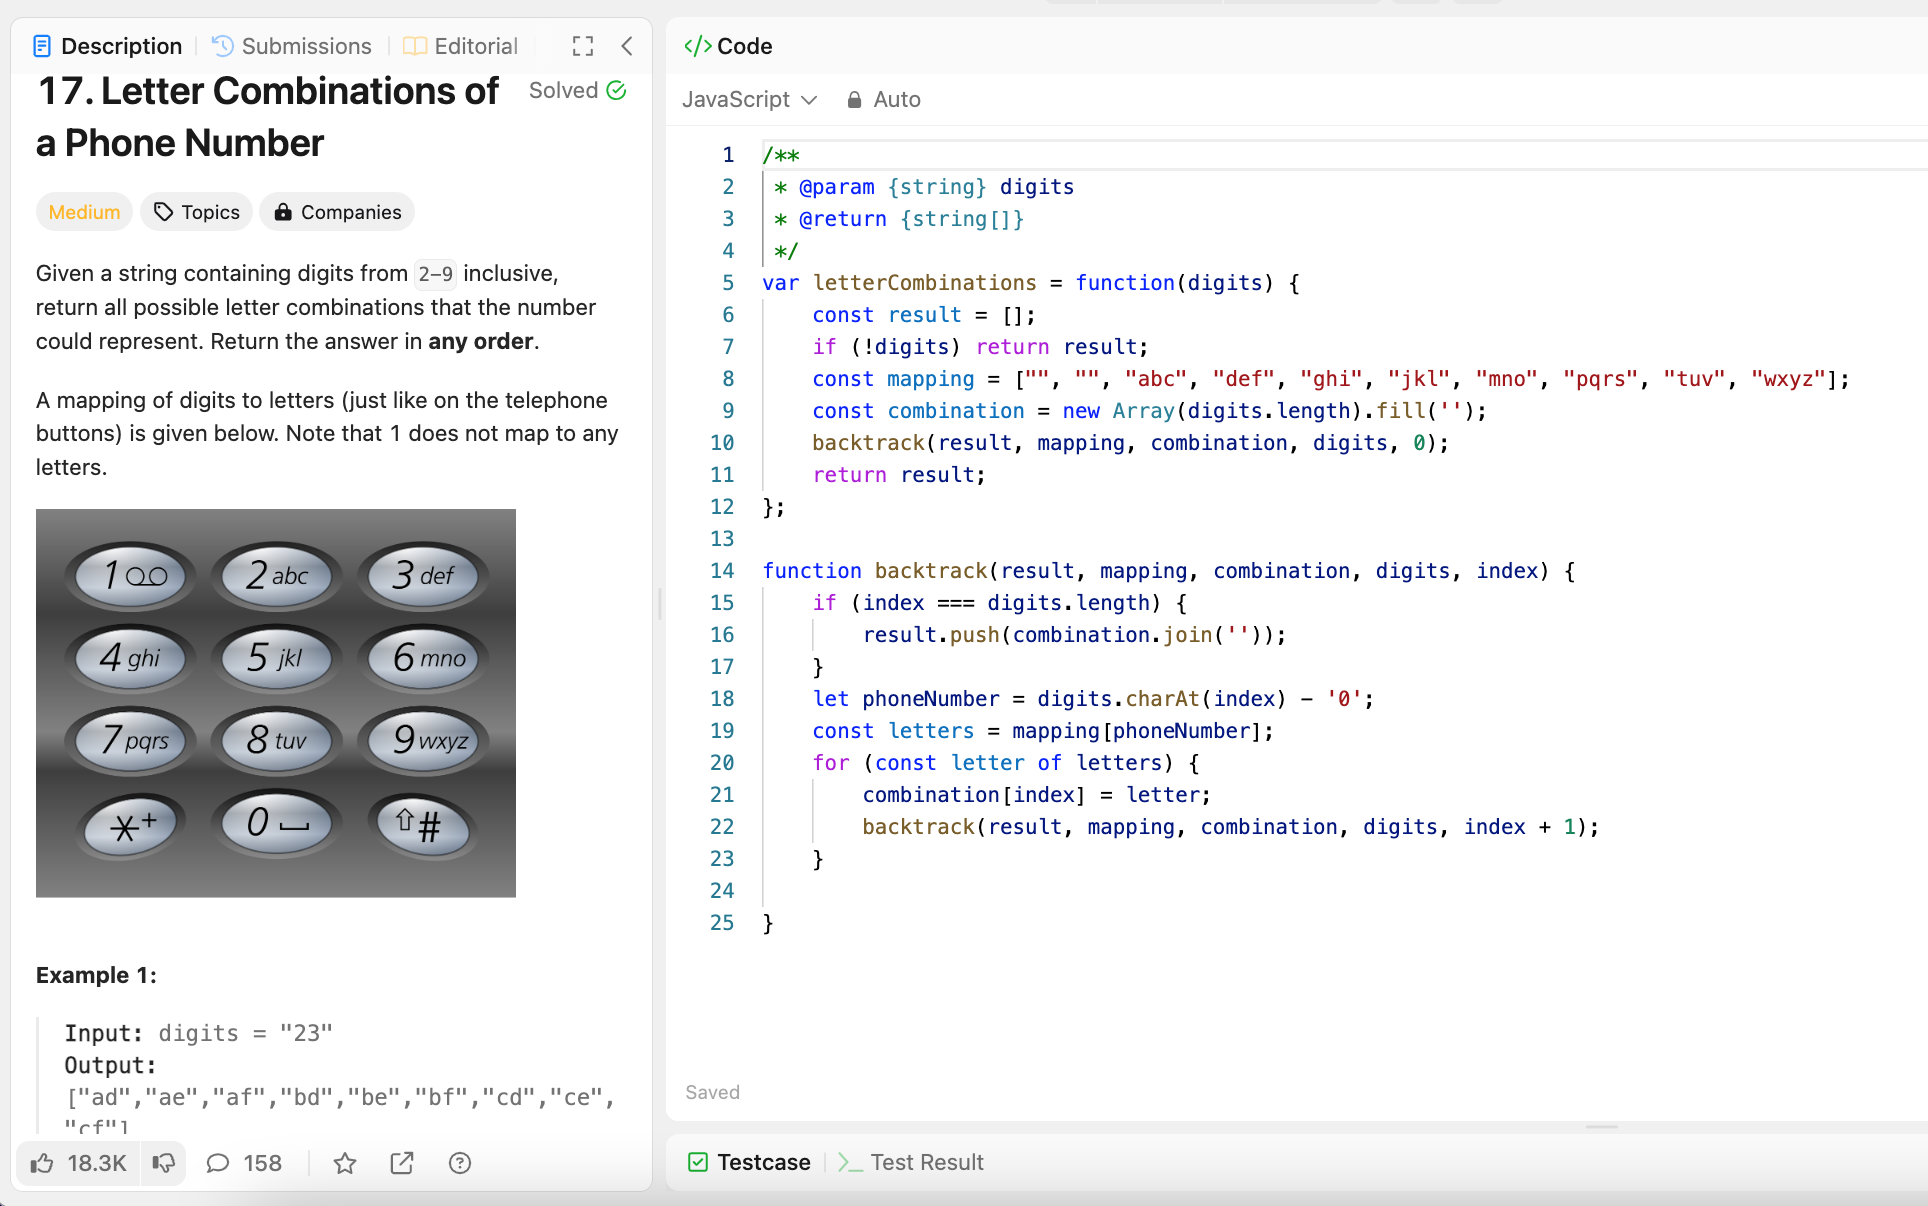 Description
Submissions
Editorial
17. Letter Combinations of
a Phone Number
Solved
Medium
Topics
Companies
Given a string containing digits from 2-9 inclusive,
return all possible letter combinations that the number
could represent. Return the answer in any order.
A mapping of digits to letters (just like on the telephone
buttons) is given below. Note that 1 does not map to any
letters.
1
2 abc
3 def
4 ghi
5 jkl
6 mno
7 pqrs
8 tuv
9 wxyz
*+
0
#
Example 1:
Input: digits = "23"
Output:
["ad","ae","af","bd","be","bf","cd","ce",
"cf"]
18.3K
158
</> Code
JavaScript
Auto
1 /**
2 * @param {string} digits
3 * @return {string[]}
4 */
5 var letterCombinations = function(digits) {
6 const result = [];
7 if (!digits) return result;
8 const mapping = ["", "", "abc", "def", "ghi", "jkl", "mno", "pqrs", "tuv", "wxyz"];
9 const combination = new Array(digits.length).fill('');
10 backtrack(result, mapping, combination, digits, 0);
11 return result;
12 };
13
14 function backtrack(result, mapping, combination, digits, index) {
15 if (index === digits.length) {
16 result.push(combination.join(''));
17 }
18 let phoneNumber = digits.charAt(index) - '0';
19 const letters = mapping[phoneNumber];
20 for (const letter of letters) {
21 combination[index] = letter;
22 backtrack(result, mapping, combination, digits, index + 1);
23 }
24
25 }
Saved
Testcase
Test Result